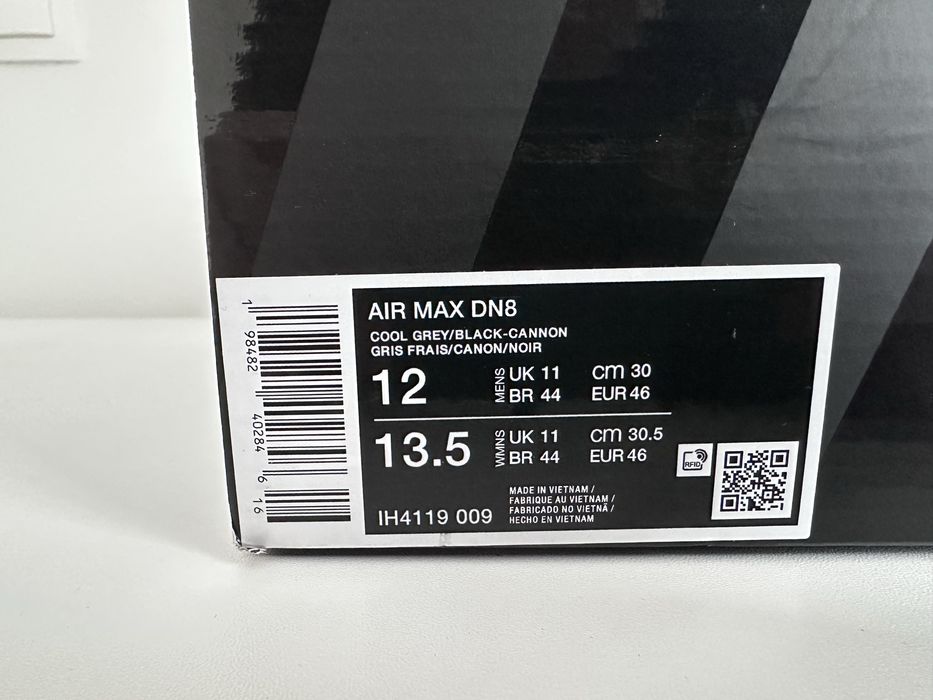 AIR MAX DN8
COOL GREY/BLACK-CANNON
GRIS FRAIS/CANON/NOIR
12
MENS
UK 11
cm 30
BR 44
EUR 46
13.5
WMNS
UK 11
cm 30.5
BR 44
EUR 46
RFID
IH4119 009
MADE IN VIETNAM /
FABRIQUE AU VIETNAM /
FABRICADO NO VIETNÃ /
HECHO EN VIETNAM
1 98482 40284 6 16